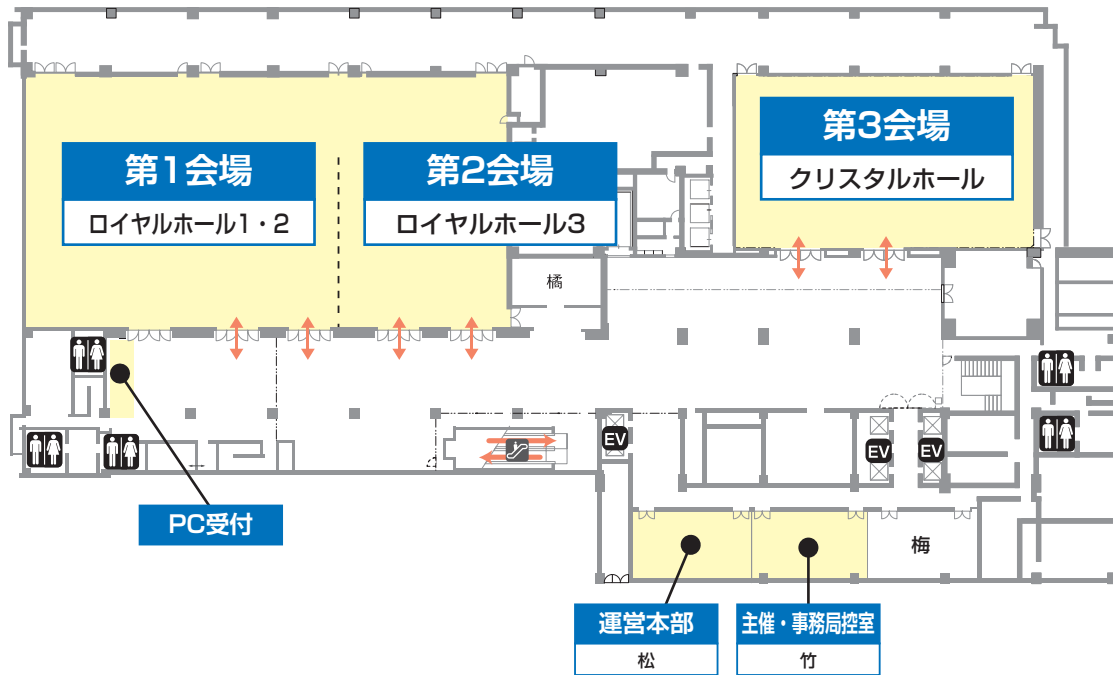 第1会場
ロイヤルホール1・2
第2会場
ロイヤルホール3
第3会場
クリスタルホール
橘
EV
EV
EV
PC受付
梅
運営本部
松
主催・事務局控室
竹